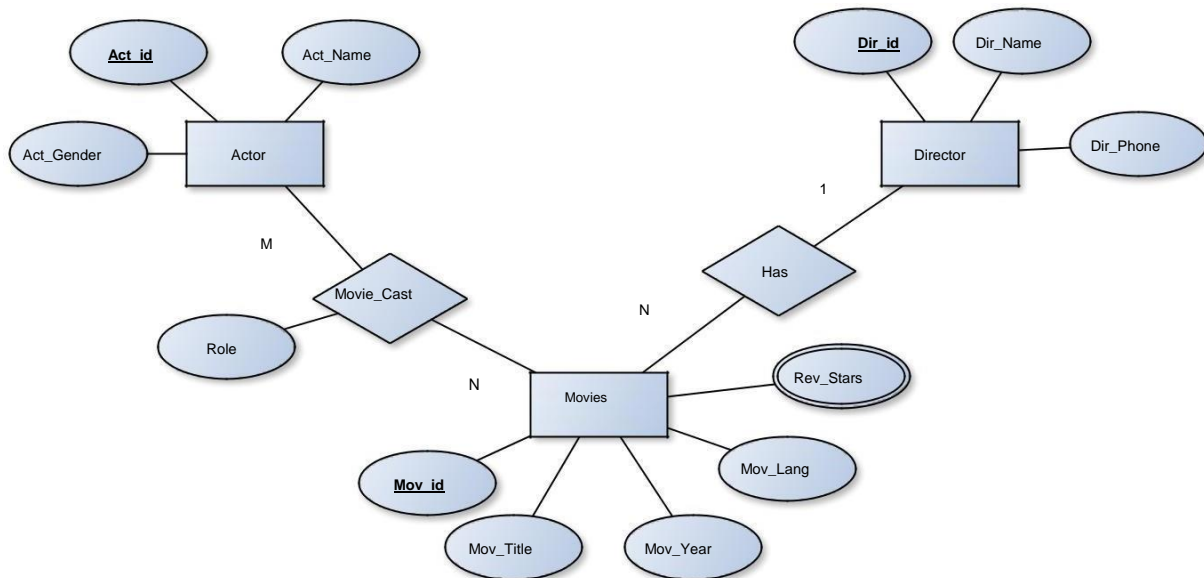 Act_id
Act_Name
Dir_id
Dir_Name
Act_Gender
Actor
Director
Dir_Phone
1
M
Has
Movie_Cast
N
Role
Rev_Stars
N
Movies
Mov_Lang
Mov_id
Mov_Title
Mov_Year